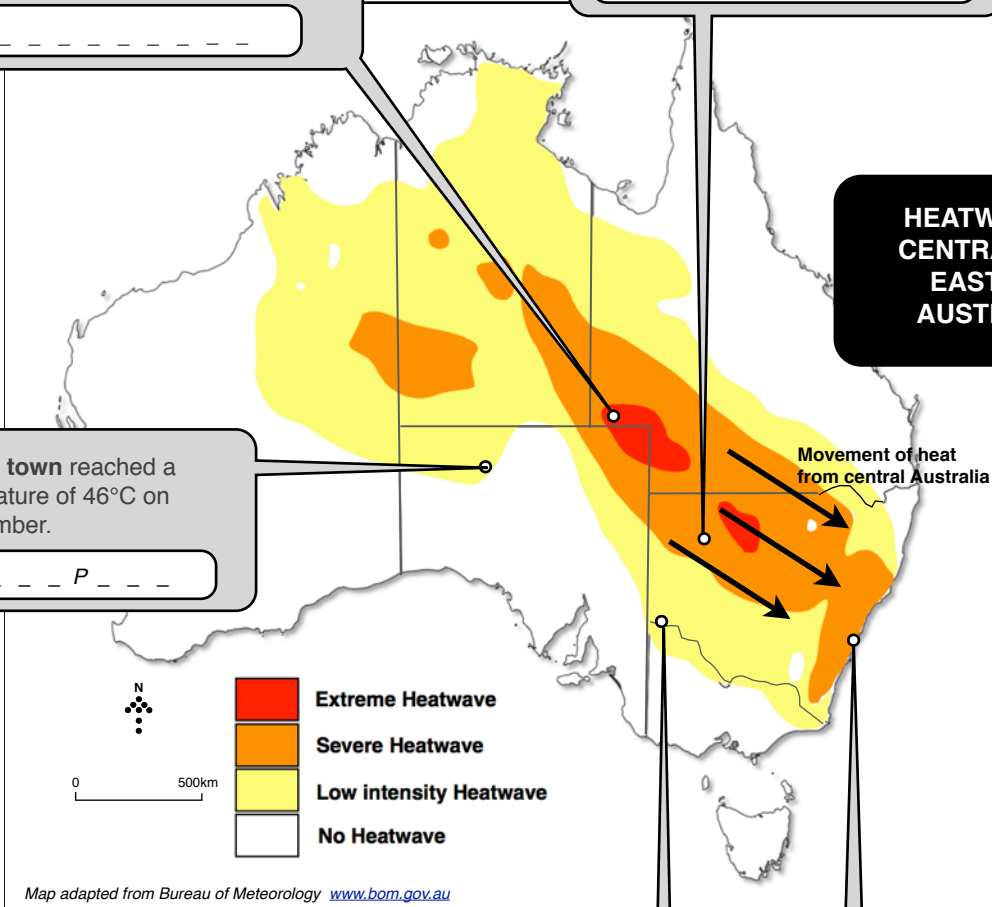 _ _ _ _ _ _ _ _ _
HEATW
CENTRA
EAST
AUST
Movement of heat
from central Australia
town reached a
ature of 46°C on
mber.
_ _ _ P _ _ _
N
0 500km
Extreme Heatwave
Severe Heatwave
Low intensity Heatwave
No Heatwave
Map adapted from Bureau of Meteorology www.bom.gov.au